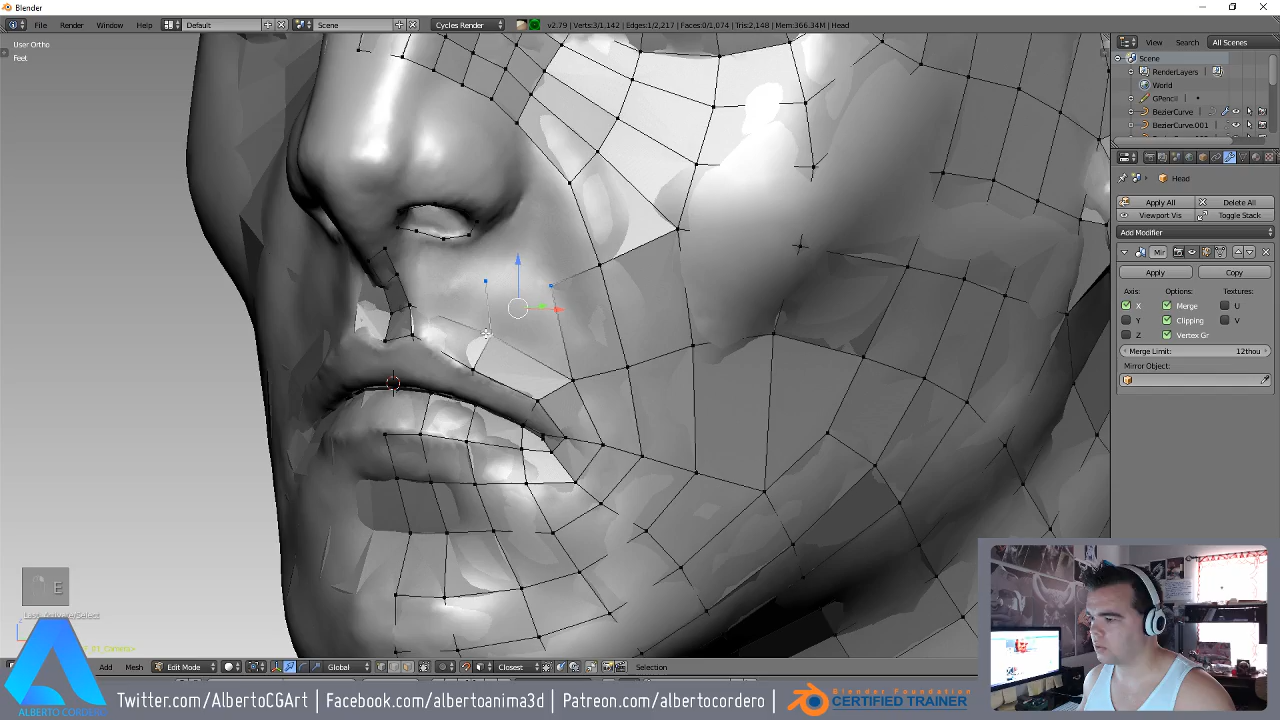 Blender
File Render Window Help Default Scene Cycles Render v2.79 | Verts:3/1,142 | Edges:1/2,217 | Faces:0/1,074 | Tris:2,148 | Mem:366.34M | Head
User Ortho
Feet
View Search All Scenes
Scene
RenderLayers
World
GPencil
BezierCurve
BezierCurve.001
Head
Apply All Delete All
Viewport Vis Toggle Stack
Add Modifier
Mir
Apply Copy
Axis: Options: Textures:
X Merge U
Y Clipping V
Z Vertex Gr
Merge Limit: 12thou
Mirror Object:
E
Add Mesh Edit Mode Global Closest Selection
ALBERTO CORDERO
Twitter.com/AlbertoCGArt | Facebook.com/albertoanima3d | Patreon.com/albertocordero |
Blender Foundation
CERTIFIED TRAINER